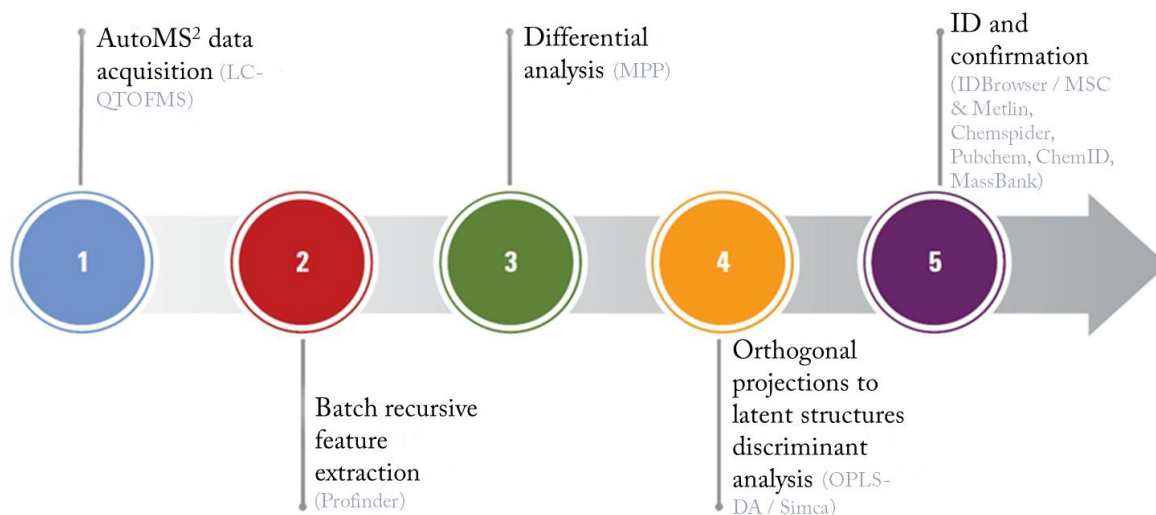 AutoMS² data
acquisition (LC-
QTOFMS)
1
Batch recursive
feature
extraction
(Profinder)
2
Differential
analysis (MPP)
3
Orthogonal
projections to
latent structures
discriminant
analysis (OPLS-
DA / Simca)
4
ID and
confirmation
(IDBrowser / MSC
& Metlin,
Chemspider,
Pubchem, ChemID,
MassBank)
5